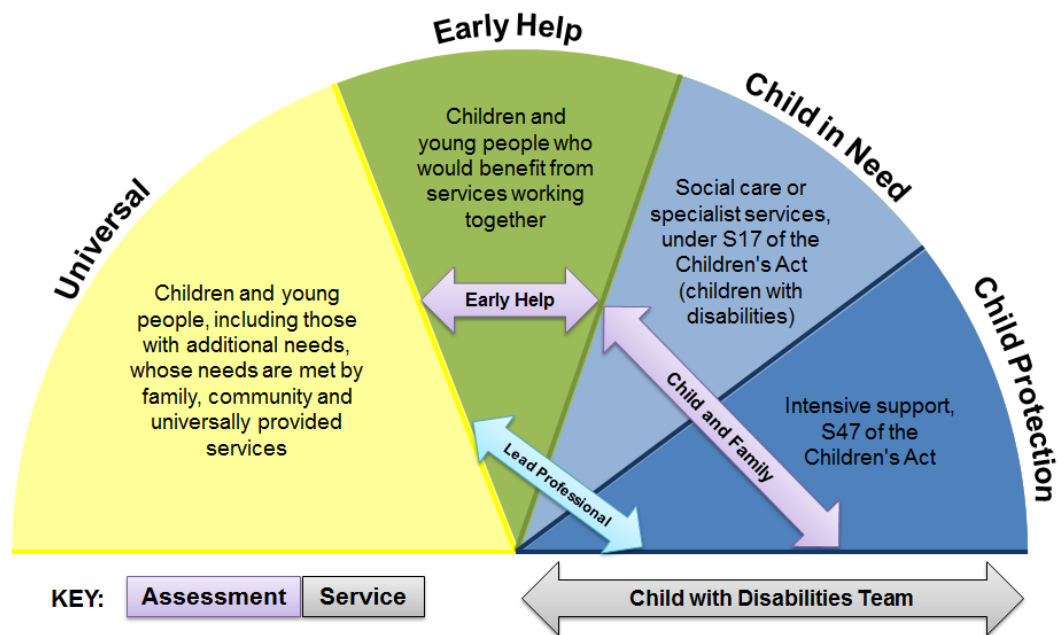 Early Help
Child in Need
Universal
Child Protection
Children and
young people who
would benefit from
services working
together
Social care or
specialist services,
under S17 of the
Children's Act
(children with
disabilities)
Children and young
people, including those
with additional needs,
whose needs are met by
family, community and
universally provided
services
Early Help
Child and Family
Intensive support,
S47 of the
Children's Act
Lead Professional
KEY: Assessment Service
Child with Disabilities Team